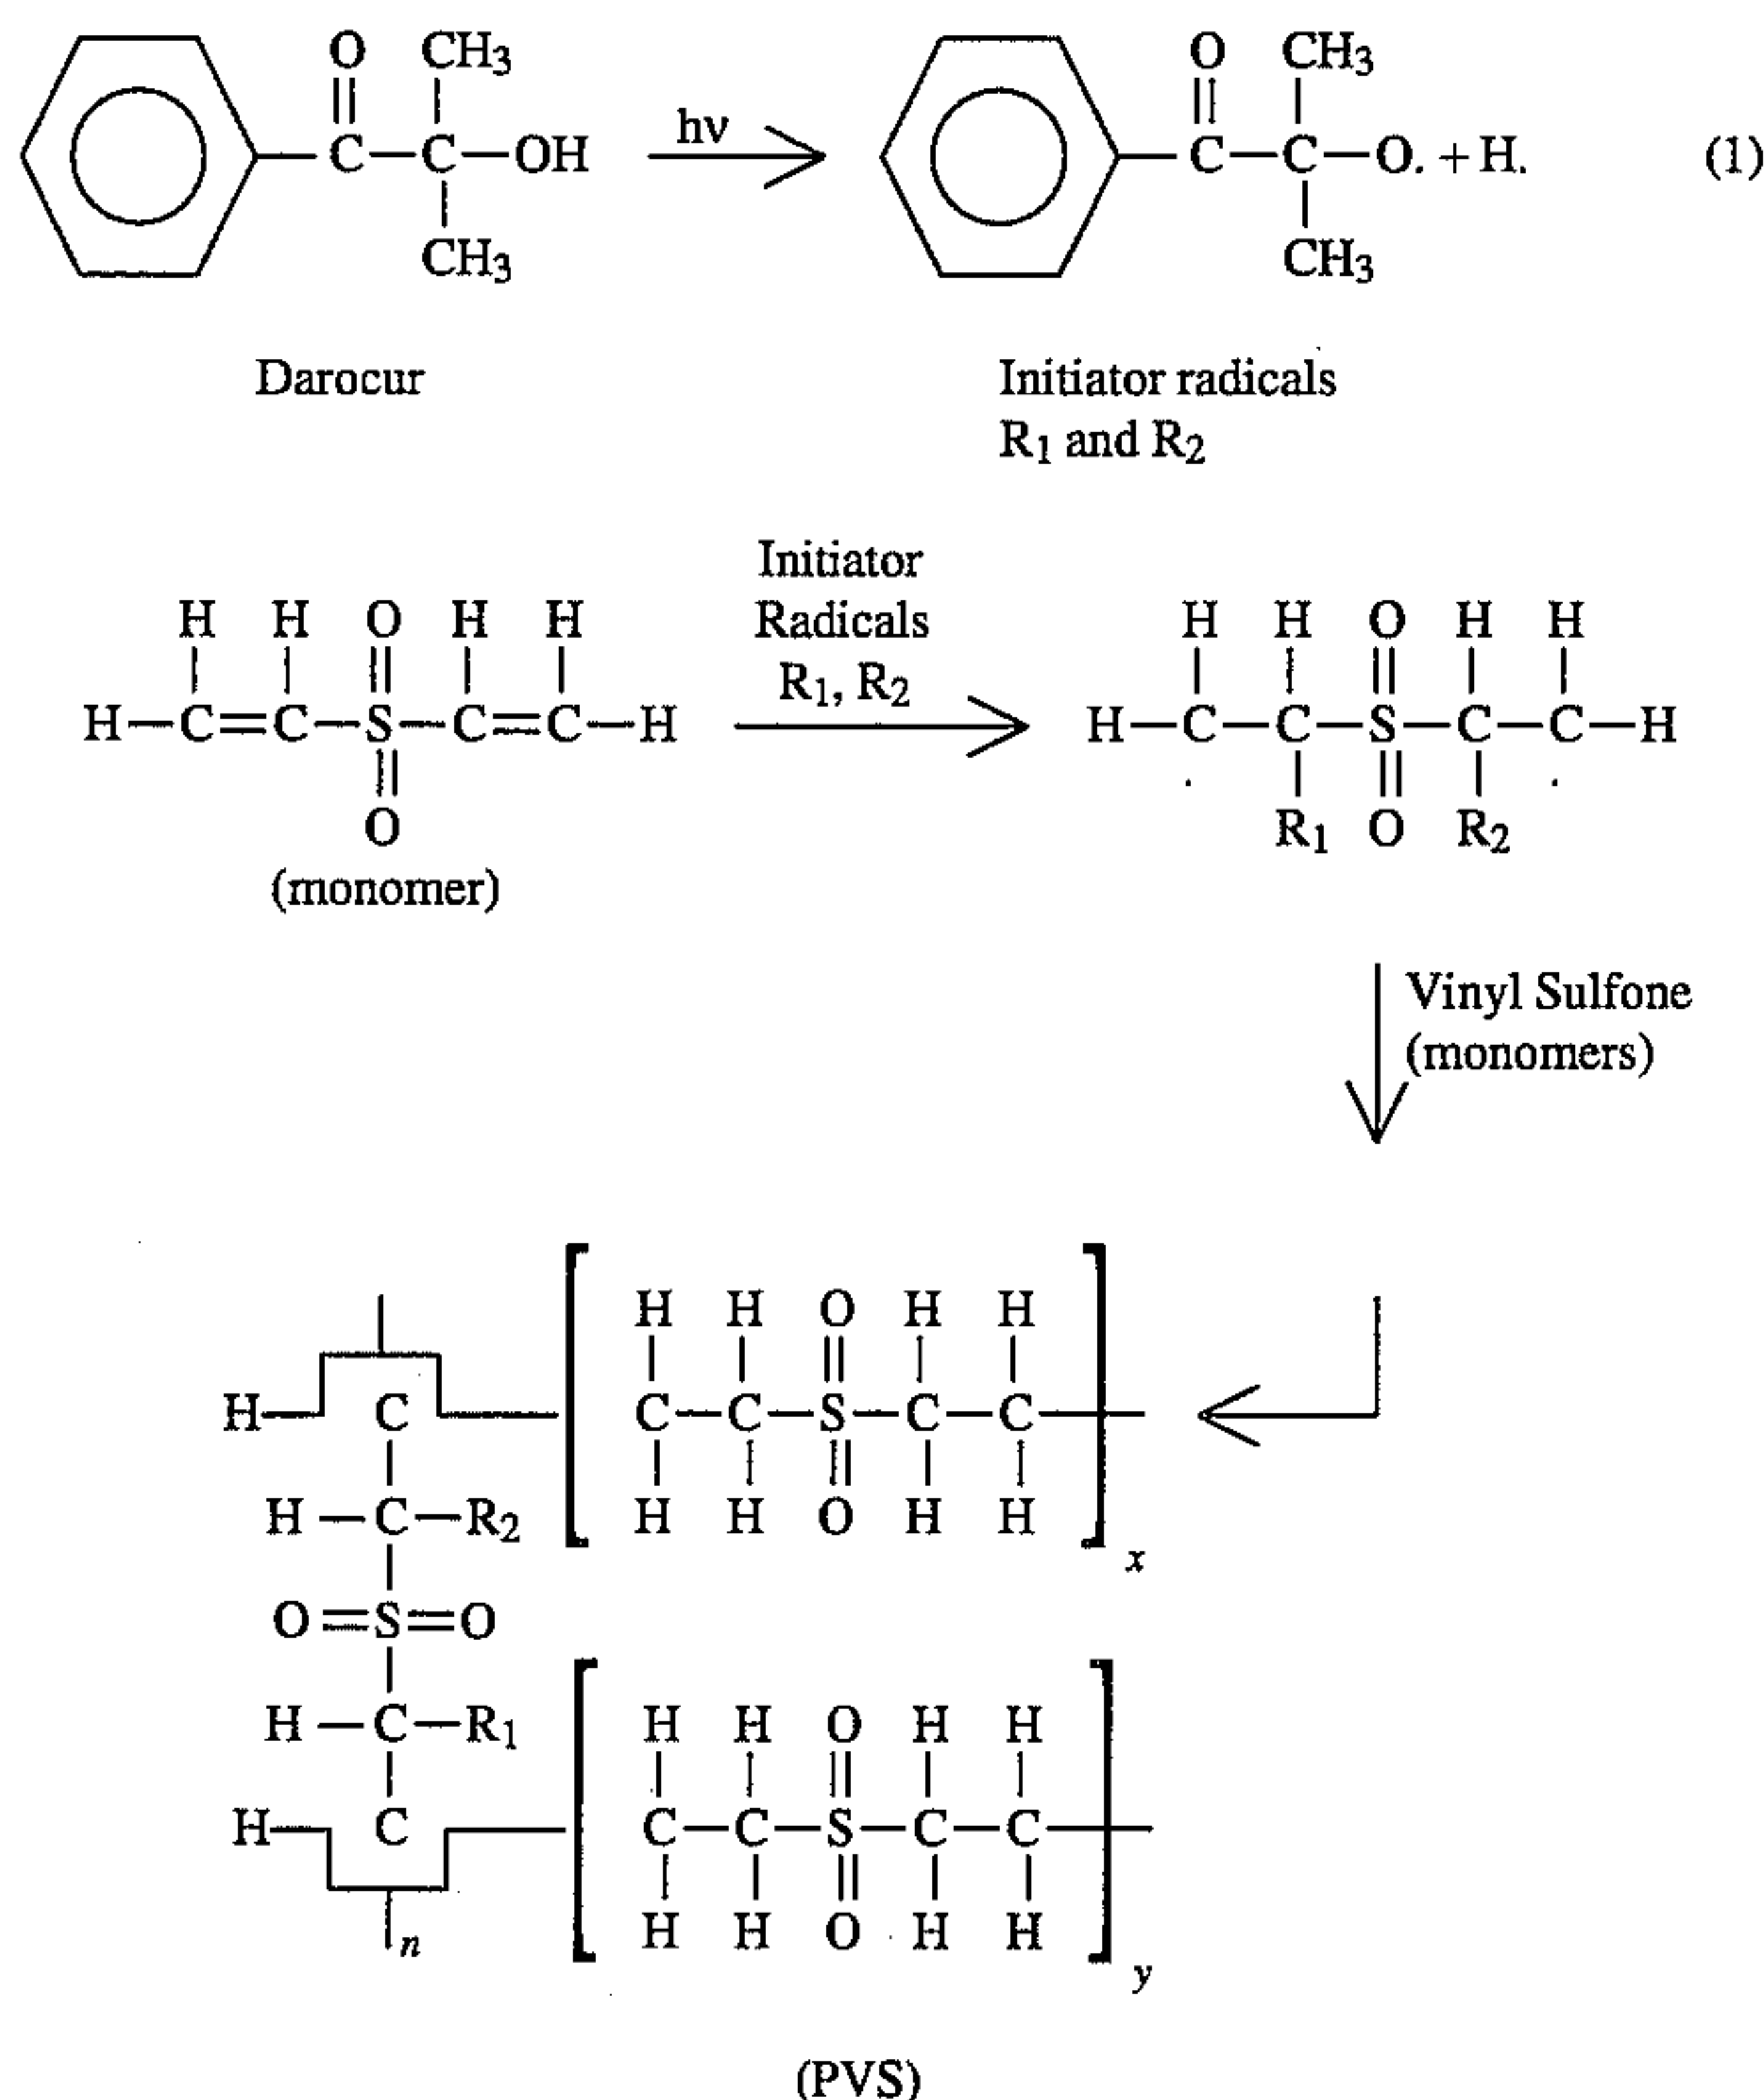 O CH3 O CH3
C—C—OH hν C—C—O. + H. (1)
CH3 CH3
Darocur Initiator radicals
R1 and R2
Initiator
Radicals
R1, R2
H H O H H H H O H H
H—C=C—S—C=C—H H—C—C—S—C—C—H
. .
O R1 O R2
(monomer)
Vinyl Sulfone
(monomers)
H H O H H
H C C—C—S—C—C
H—C—R2 H H O H H
x
O=S=O
H—C—R1 H H O H H
H C C—C—S—C—C
n H H O H H
y
(PVS)